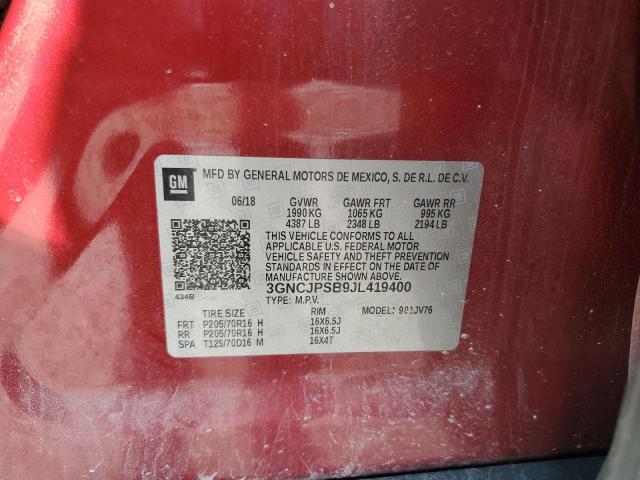 GM
MFD BY GENERAL MOTORS DE MEXICO, S. DE R.L. DE C.V.
06/18 GVWR GAWR FRT GAWR RR
1990 KG 1065 KG 995 KG
4387 LB 2348 LB 2194 LB
THIS VEHICLE CONFORMS TO ALL
APPLICABLE U.S. FEDERAL MOTOR
VEHICLE SAFETY AND THEFT PREVENTION
STANDARDS IN EFFECT ON THE
DATE OF MANUFACTURE SHOWN ABOVE.
3GNCJPSB9JL419400
434B
TYPE: M.P.V.
TIRE SIZE RIM MODEL: 901JV76
FRT P205/70R16 H 16X6.5J
RR P205/70R16 H 16X6.5J
SPA T125/70D16 M 16X4T